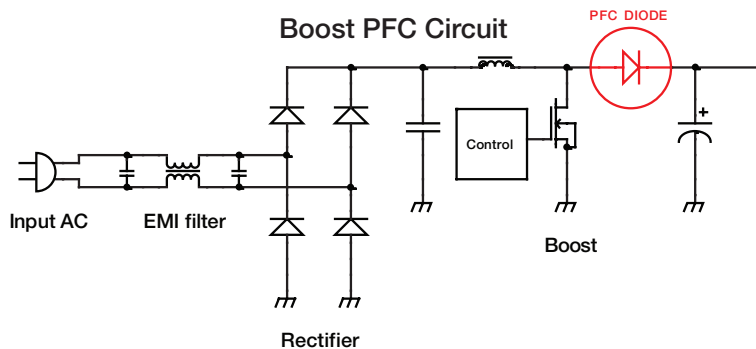 PFC DIODE
Boost PFC Circuit
+
Control
Input AC
EMI filter
Boost
Rectifier